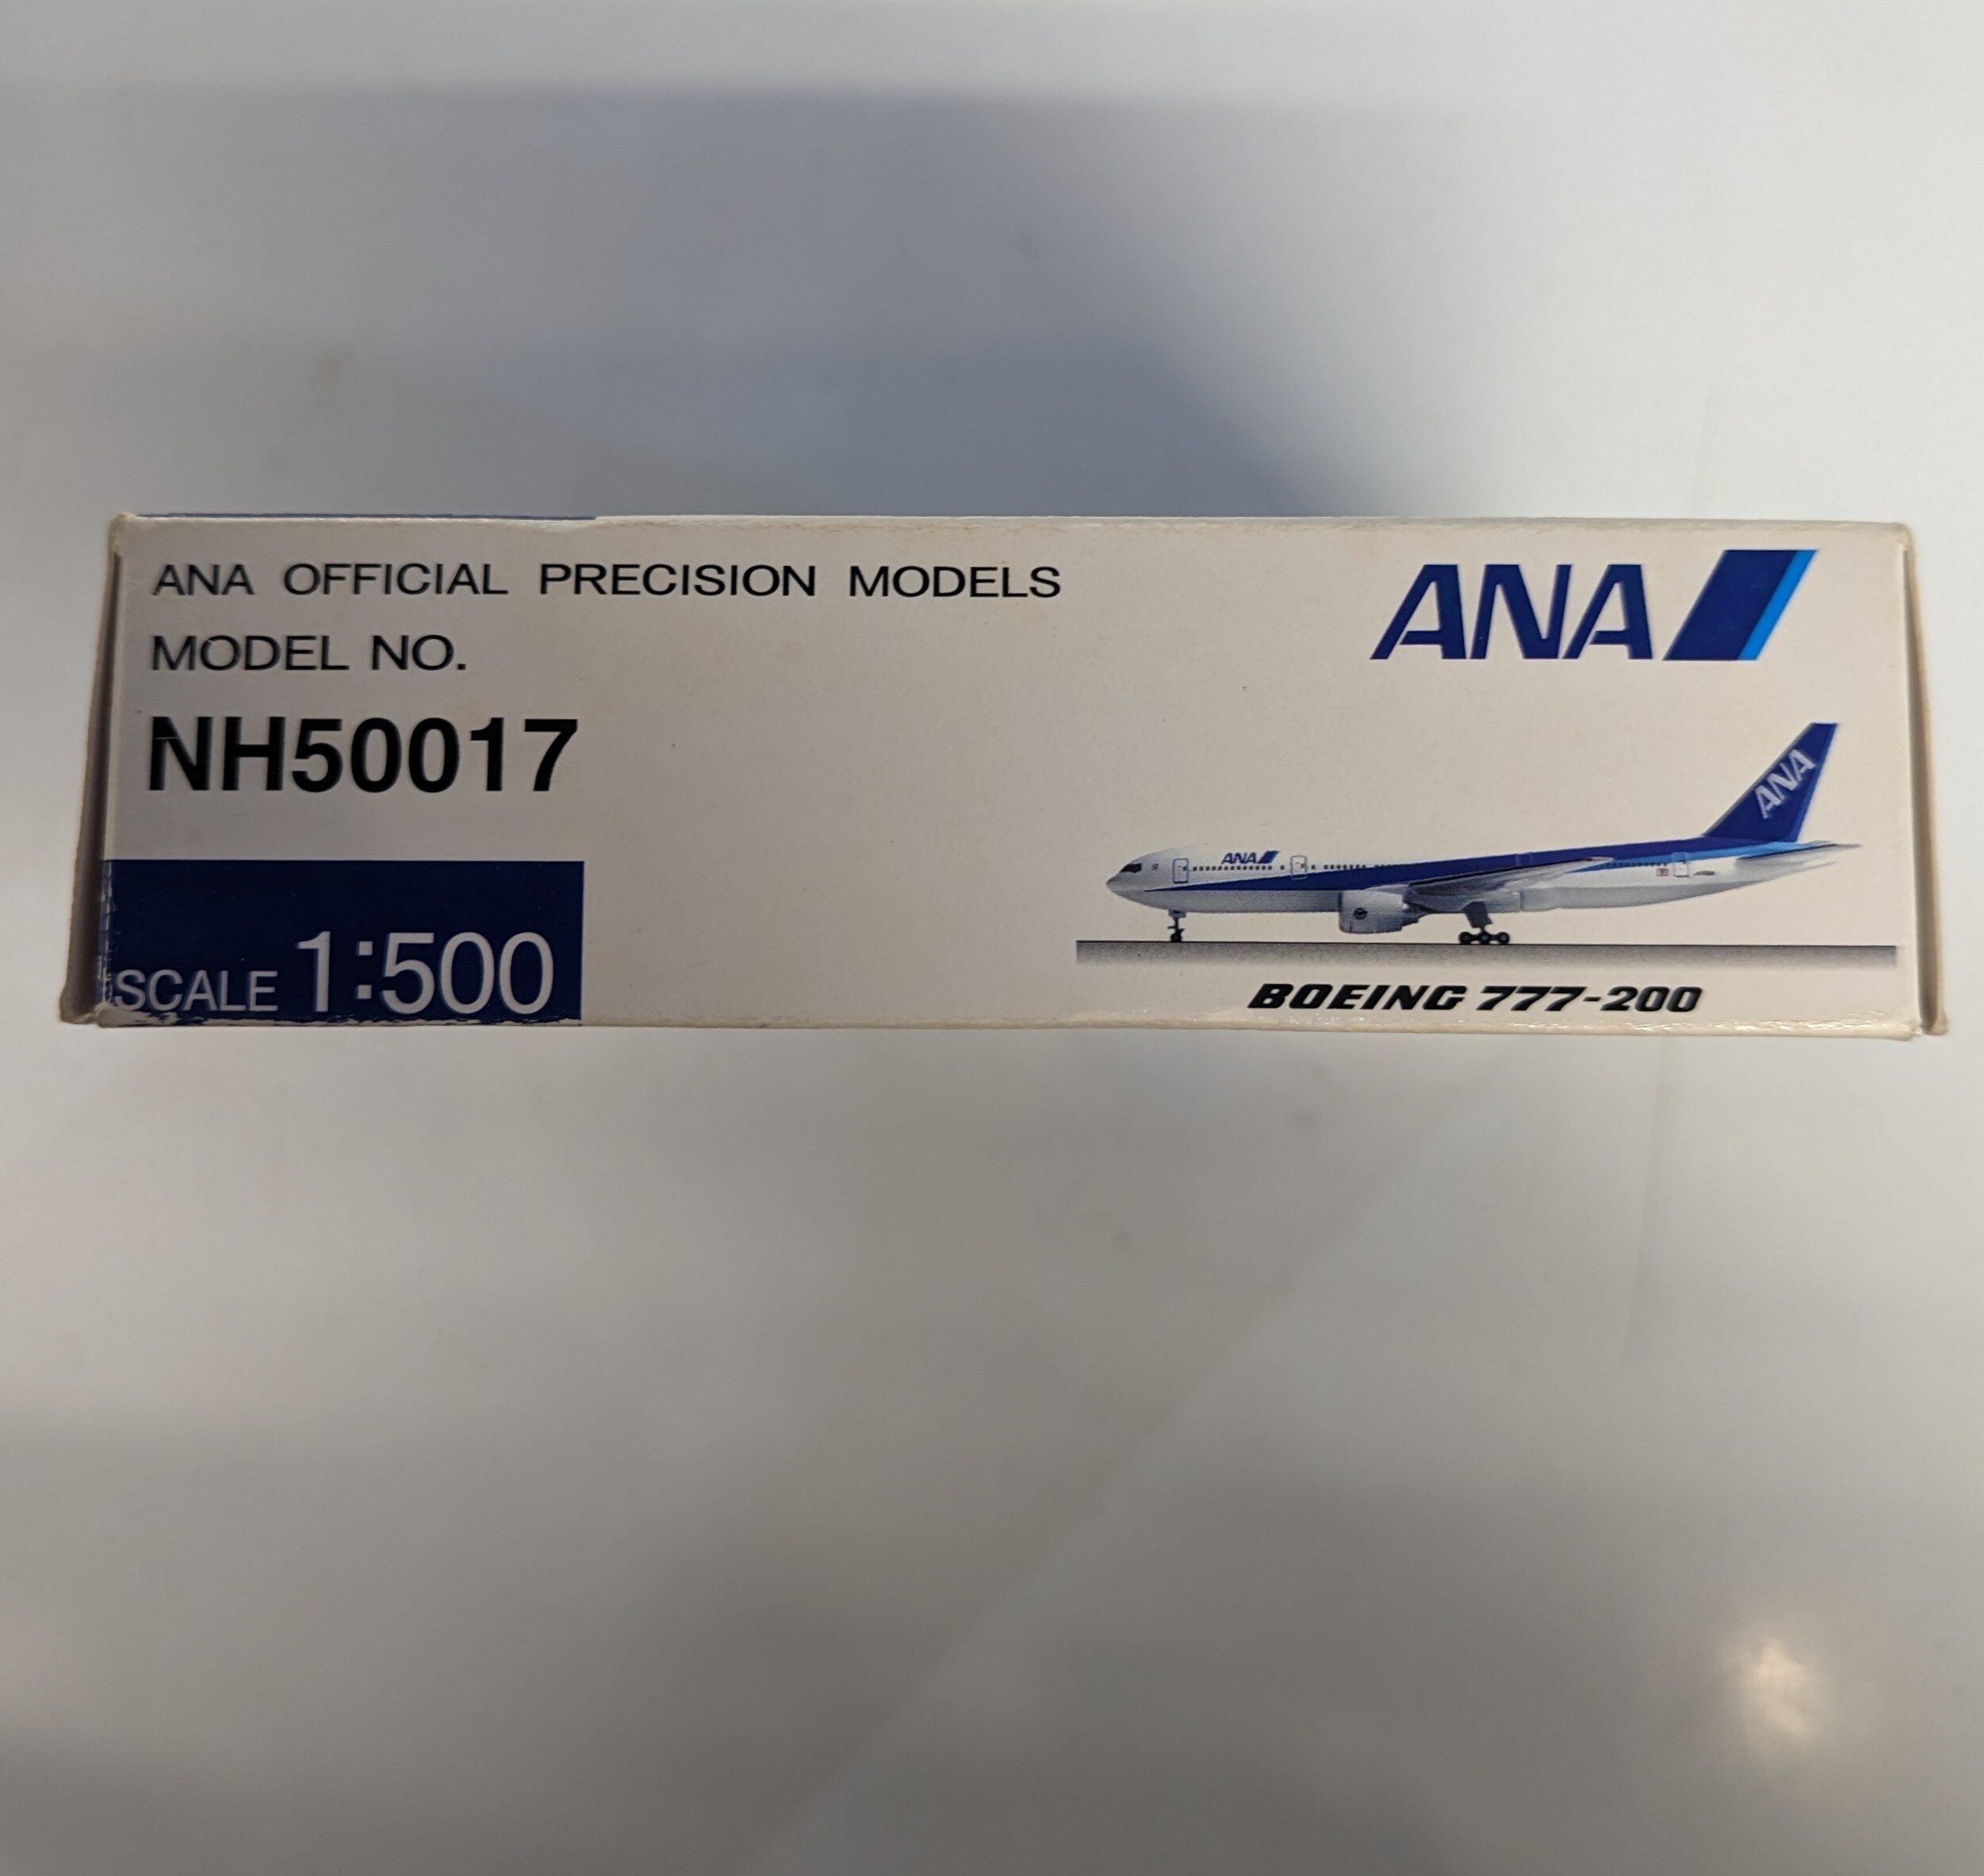 ANA OFFICIAL PRECISION MODELS
MODEL NO.
NH50017
SCALE 1:500
ANA
ANA
ANA
BOEING 777-200